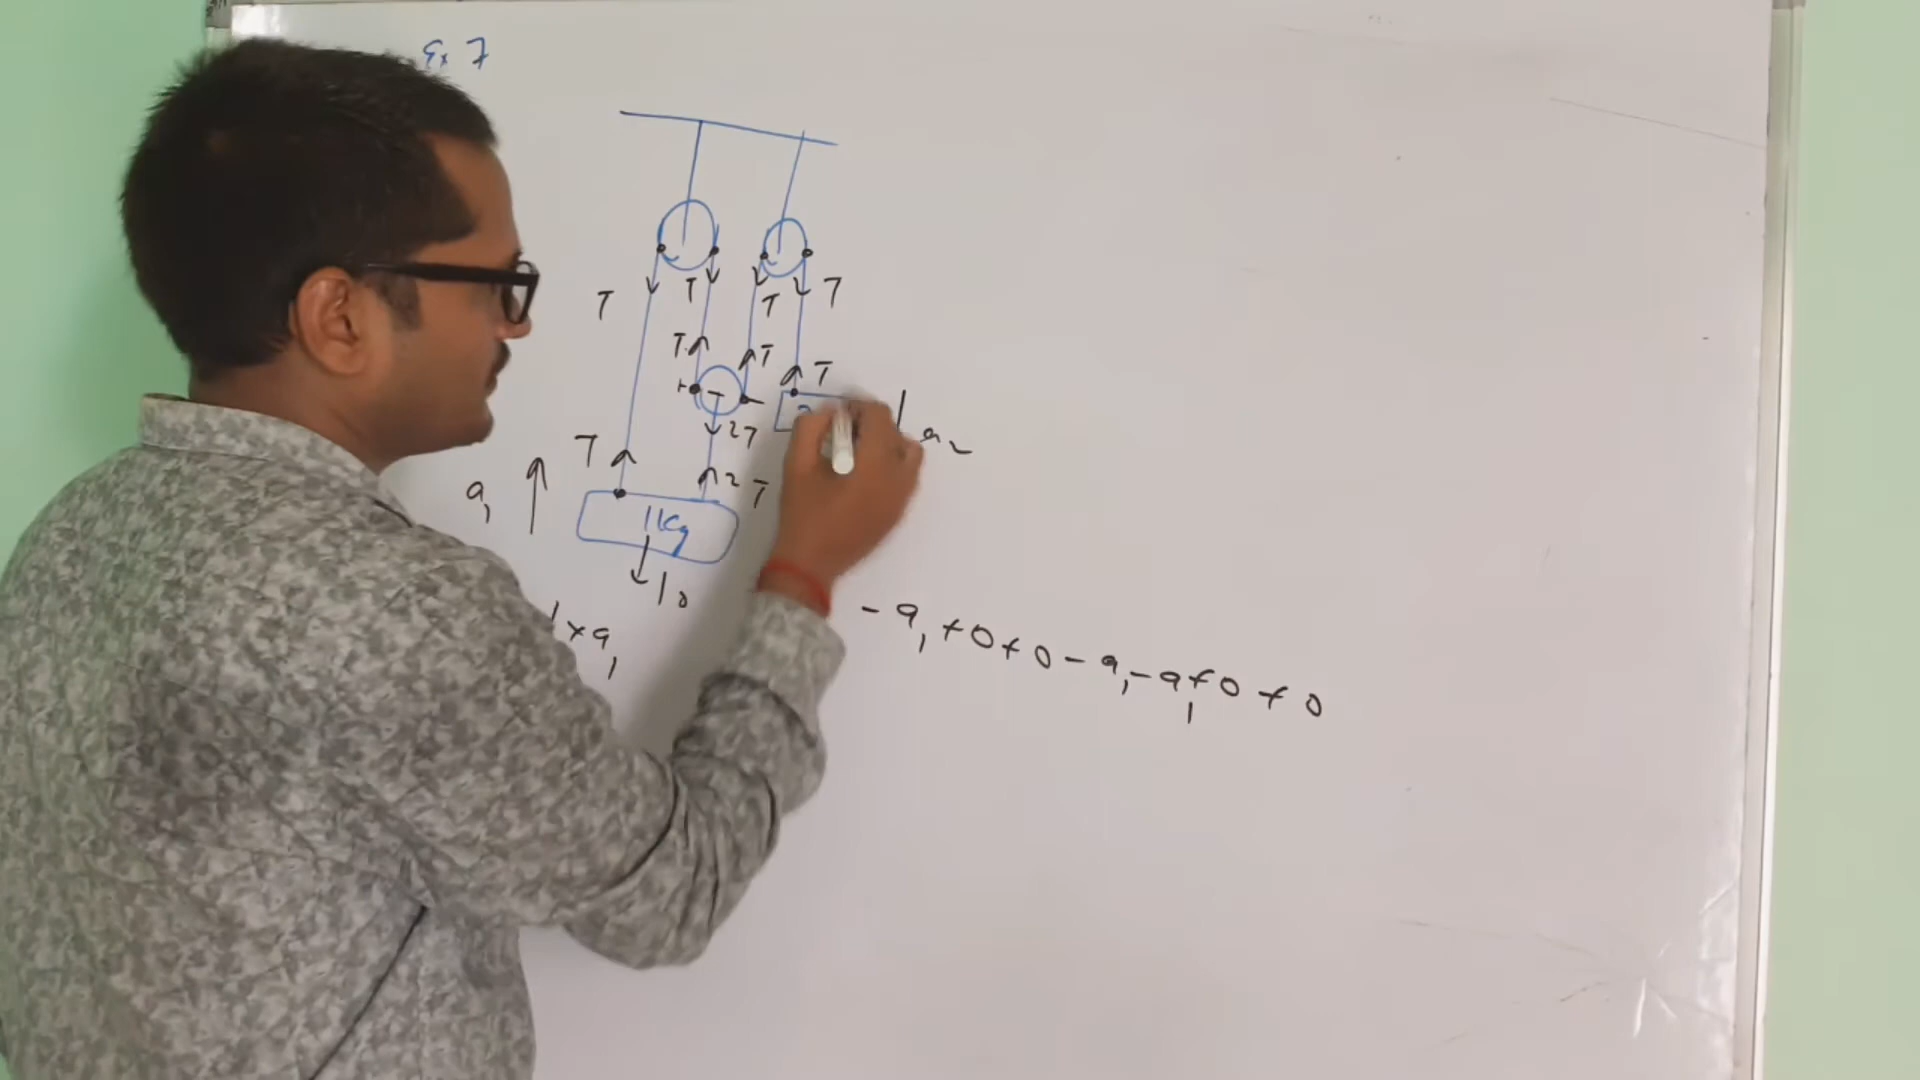 Ex 7
T T T T
T T T
2T
T 2T
a1 1kg a2
10
1×a1
-a1+0+0-a1-a1+0+0